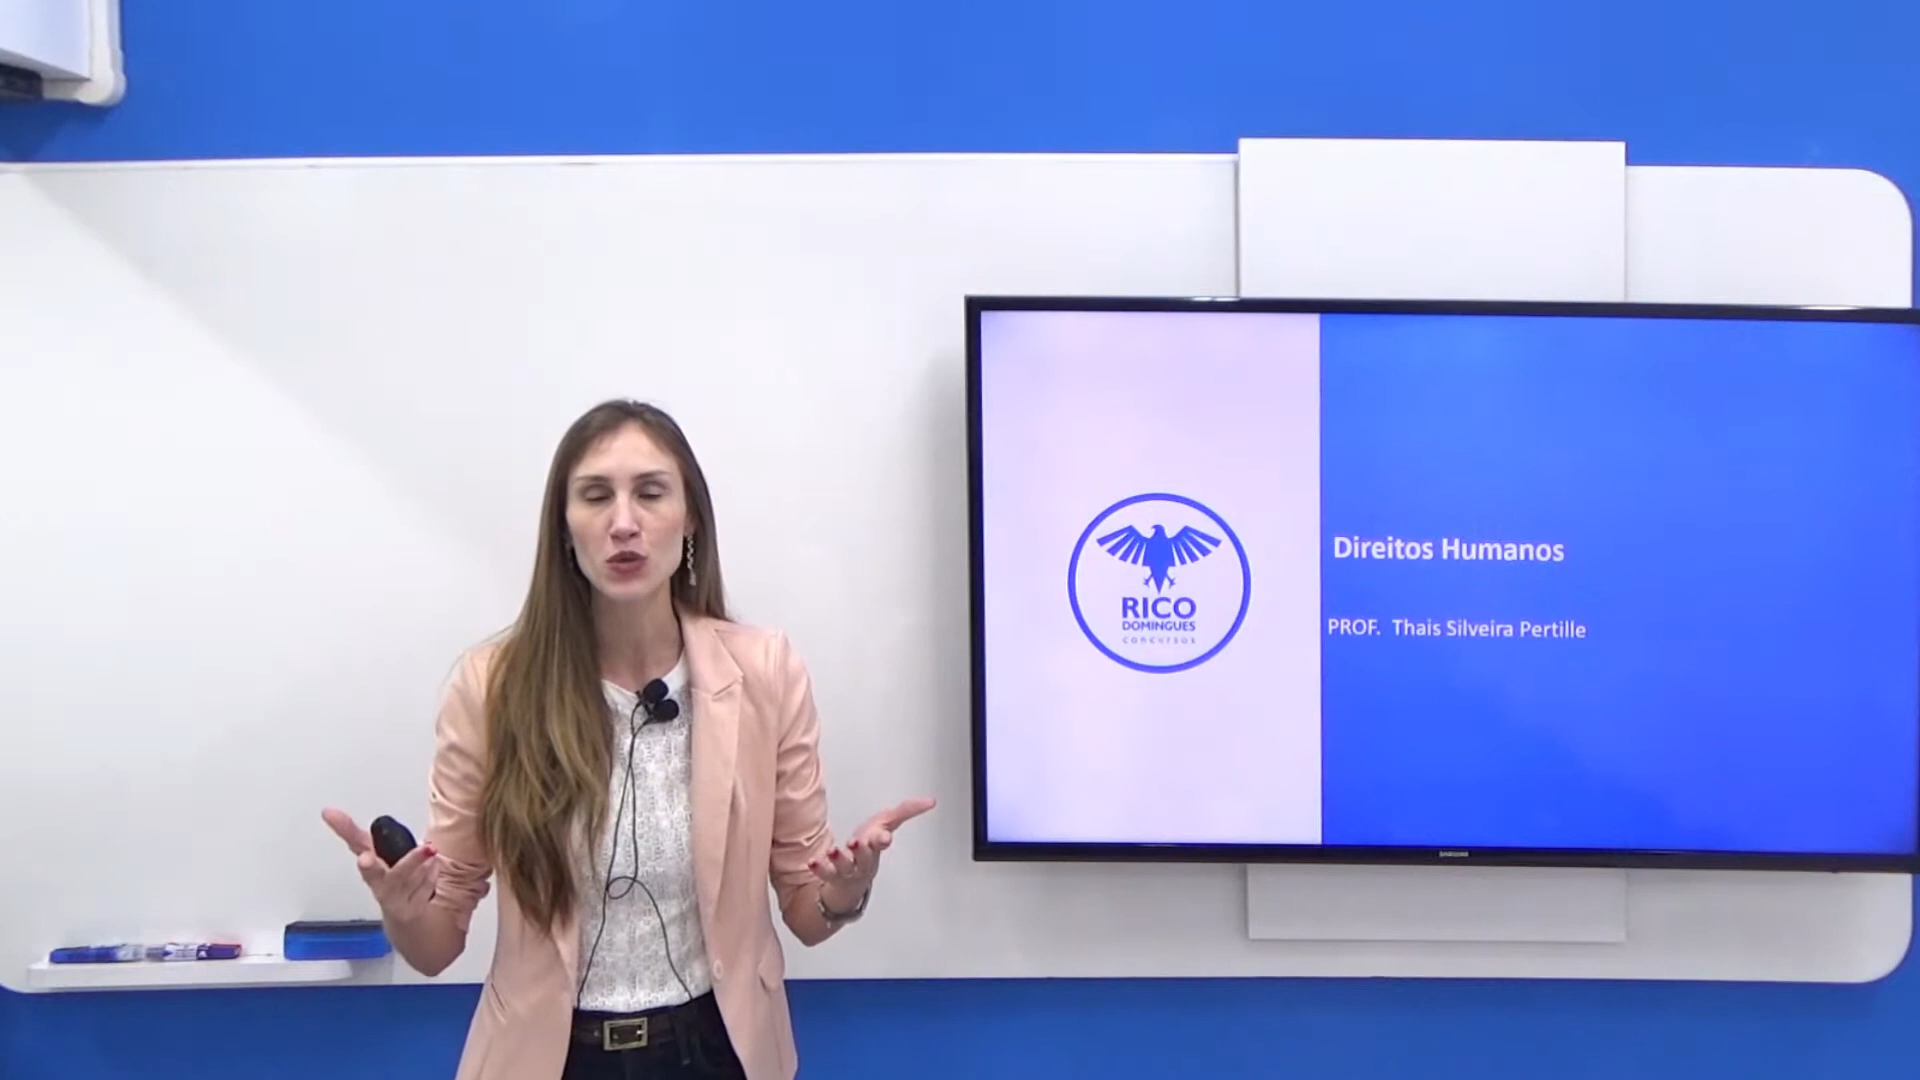 RICO
DOMINGUES
concursos
Direitos Humanos
PROF. Thais Silveira Pertille
SAMSUNG